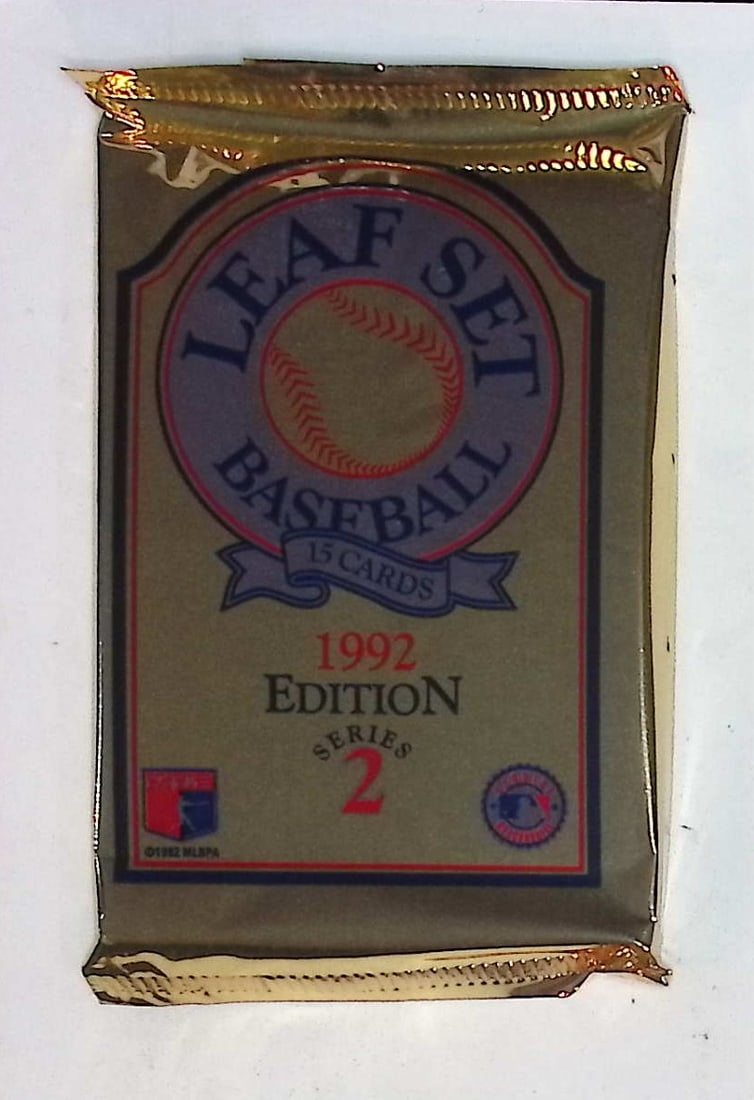 LEAF SET
BASEBALL
15 CARDS
1992
EDITION
SERIES
2
©1992 MLBPA